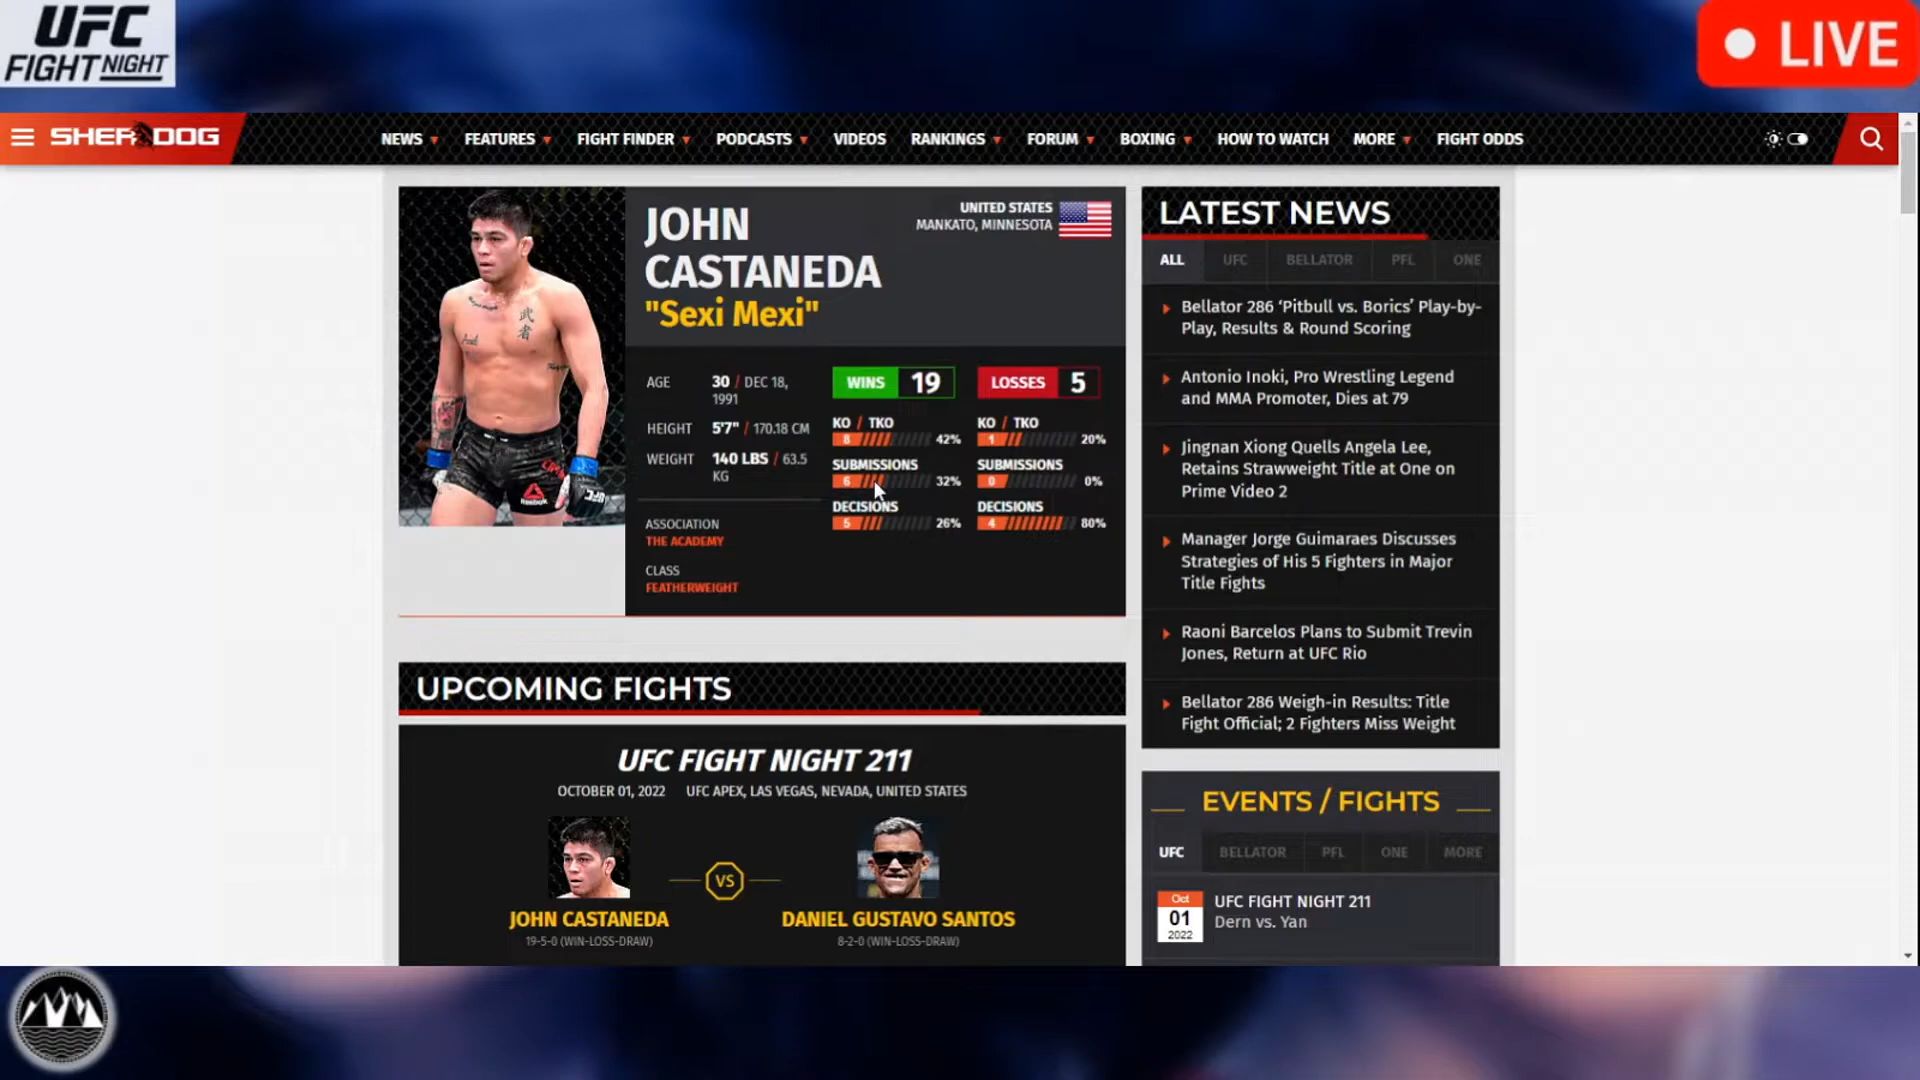 UFC
FIGHT NIGHT
LIVE
SHERDOG
NEWS
FEATURES
FIGHT FINDER
PODCASTS
VIDEOS
RANKINGS
FORUM
BOXING
HOW TO WATCH
MORE
FIGHT ODDS
JOHN
CASTANEDA
"Sexi Mexi"
UNITED STATES
MANKATO, MINNESOTA
AGE
30 / DEC 18,
1991
HEIGHT
5'7" / 170.18 CM
WEIGHT
140 LBS / 63.5
KG
ASSOCIATION
THE ACADEMY
CLASS
FEATHERWEIGHT
WINS 19
KO / TKO
8 42%
SUBMISSIONS
6 32%
DECISIONS
5 26%
LOSSES 5
KO / TKO
1 20%
SUBMISSIONS
0 0%
DECISIONS
4 80%
UPCOMING FIGHTS
UFC FIGHT NIGHT 211
OCTOBER 01, 2022 UFC APEX, LAS VEGAS, NEVADA, UNITED STATES
VS
JOHN CASTANEDA
19-5-0 (WIN-LOSS-DRAW)
DANIEL GUSTAVO SANTOS
8-2-0 (WIN-LOSS-DRAW)
LATEST NEWS
ALL UFC BELLATOR PFL ONE
Bellator 286 ‘Pitbull vs. Borics’ Play-by-
Play, Results & Round Scoring
Antonio Inoki, Pro Wrestling Legend
and MMA Promoter, Dies at 79
Jingnan Xiong Quells Angela Lee,
Retains Strawweight Title at One on
Prime Video 2
Manager Jorge Guimaraes Discusses
Strategies of His 5 Fighters in Major
Title Fights
Raoni Barcelos Plans to Submit Trevin
Jones, Return at UFC Rio
Bellator 286 Weigh-in Results: Title
Fight Official; 2 Fighters Miss Weight
EVENTS / FIGHTS
UFC BELLATOR PFL ONE MORE
Oct
01
2022
UFC FIGHT NIGHT 211
Dern vs. Yan